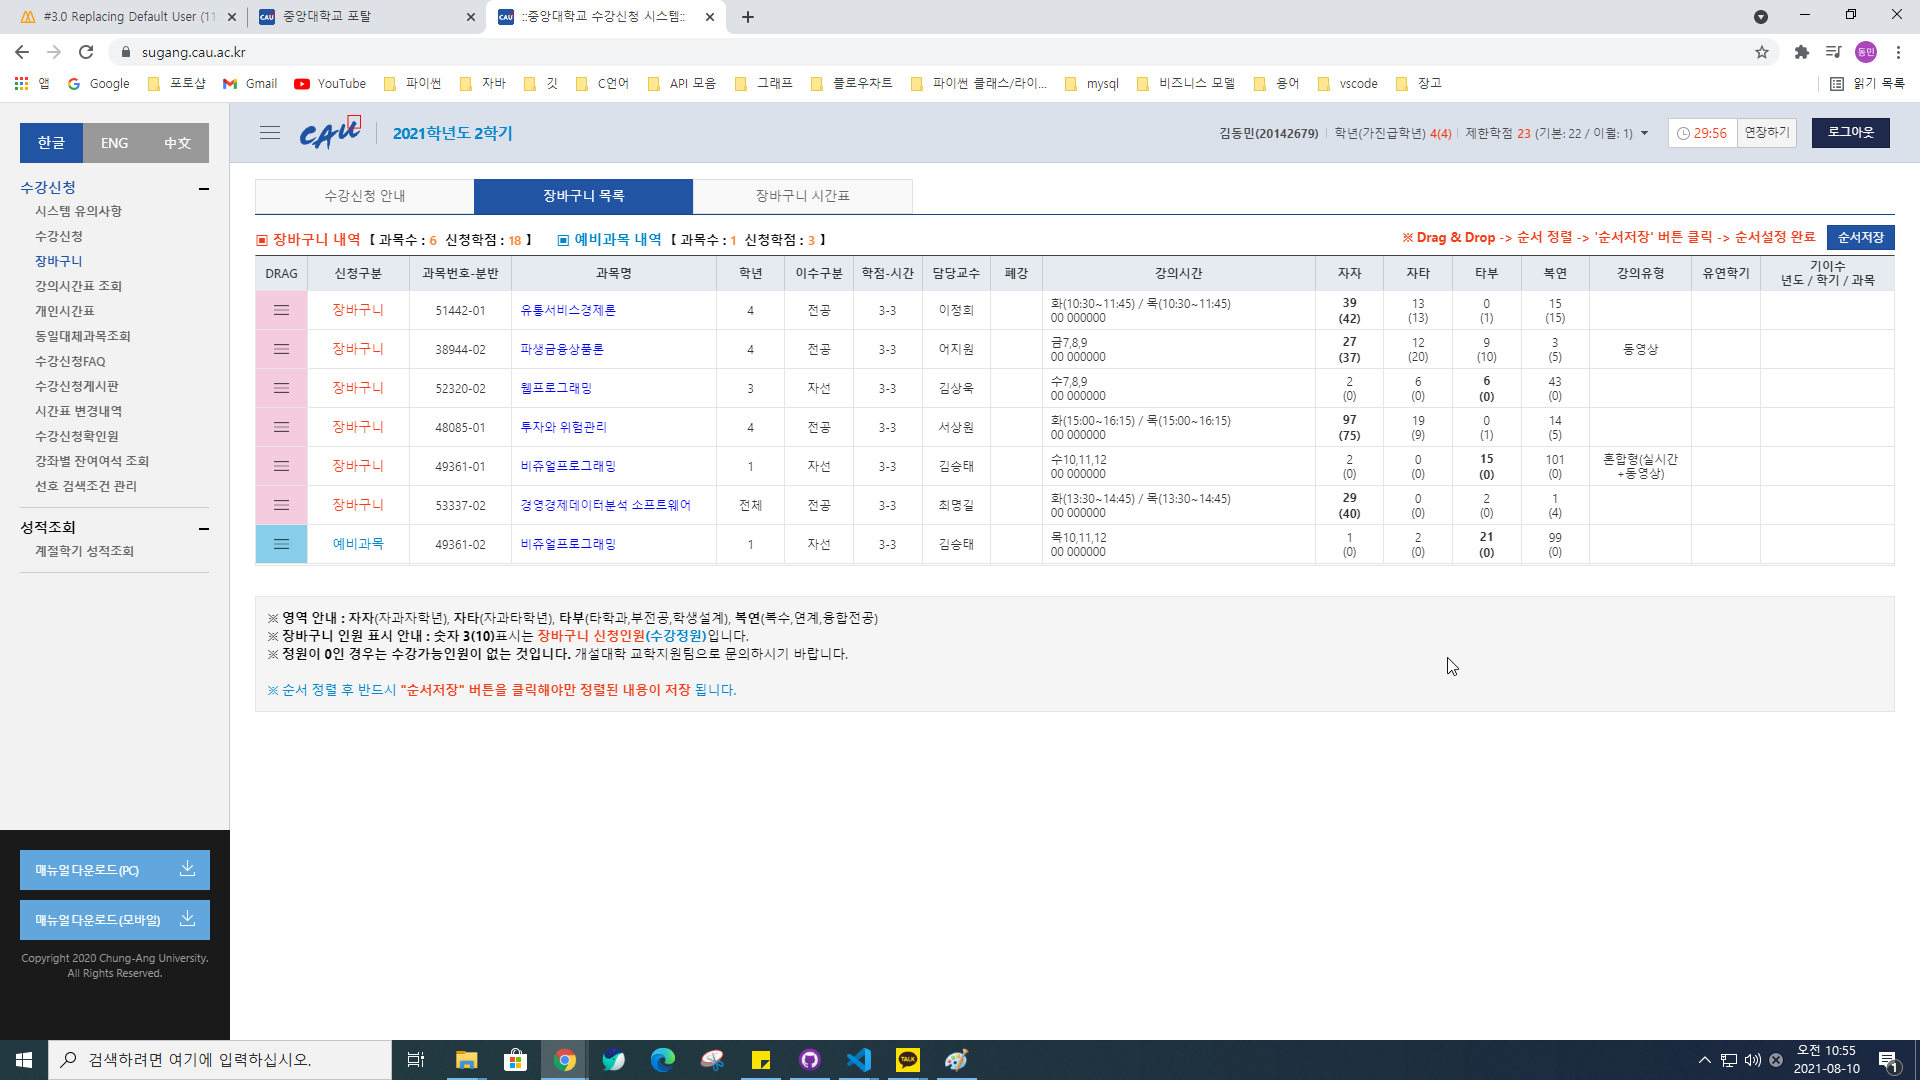 #3.0 Replacing Default User (11
중앙대학교 포탈
::중앙대학교 수강신청 시스템::
sugang.cau.ac.kr
동민
앱 Google 포토샵 Gmail YouTube 파이썬 자바 깃 C언어 API 모음 그래프 플로우차트 파이썬 클래스/라이... mysql 비즈니스 모델 용어 vscode 장고 읽기 목록
한글 ENG 中文
CAU 2021학년도 2학기
김동민(20142679) 학년(가진급학년) 4(4) 제한학점 23 (기본: 22 / 이월: 1) 29:56 연장하기 로그아웃
수강신청
시스템 유의사항
수강신청
장바구니
강의시간표 조회
개인시간표
동일대체과목조회
수강신청FAQ
수강신청게시판
시간표 변경내역
수강신청확인원
강좌별 잔여여석 조회
선호 검색조건 관리
성적조회
계절학기 성적조회
매뉴얼 다운로드(PC)
매뉴얼 다운로드(모바일)
Copyright 2020 Chung-Ang University.
All Rights Reserved.
수강신청 안내 장바구니 목록 장바구니 시간표
▣ 장바구니 내역 【 과목수 : 6 신청학점 : 18 】 ▣ 예비과목 내역 【 과목수 : 1 신청학점 : 3 】
※ Drag & Drop -> 순서 정렬 -> '순서저장' 버튼 클릭 -> 순서설정 완료 순서저장
DRAG 신청구분 과목번호-분반 과목명 학년 이수구분 학점-시간 담당교수 폐강 강의시간 자자 자타 타부 복연 강의유형 유연학기 기이수
년도 / 학기 / 과목
장바구니 51442-01 유통서비스경제론 4 전공 3-3 이정희 화(10:30~11:45) / 목(10:30~11:45) 39 13 0 15
00 000000 (42) (13) (1) (15)
장바구니 38944-02 파생금융상품론 4 전공 3-3 어지원 금7,8,9 27 12 9 3 동영상
00 000000 (37) (20) (10) (5)
장바구니 52320-02 웹프로그래밍 3 자선 3-3 김상욱 수7,8,9 2 6 6 43
00 000000 (0) (0) (0) (0)
장바구니 48085-01 투자와 위험관리 4 전공 3-3 서상원 화(15:00~16:15) / 목(15:00~16:15) 97 19 0 14
00 000000 (75) (9) (1) (5)
장바구니 49361-01 비쥬얼프로그래밍 1 자선 3-3 김승태 수10,11,12 2 0 15 101 혼합형(실시간
00 000000 (0) (0) (0) (0) +동영상)
장바구니 53337-02 경영경제데이터분석 소프트웨어 전체 전공 3-3 최명길 화(13:30~14:45) / 목(13:30~14:45) 29 0 2 1
00 000000 (40) (0) (0) (4)
예비과목 49361-02 비쥬얼프로그래밍 1 자선 3-3 김승태 목10,11,12 1 2 21 99
00 000000 (0) (0) (0) (0)
※ 영역 안내 : 자자(자과자학년), 자타(자과타학년), 타부(타학과,부전공,학생설계), 복연(복수,연계,융합전공)
※ 장바구니 인원 표시 안내 : 숫자 3(10)표시는 장바구니 신청인원(수강정원)입니다.
※ 정원이 0인 경우는 수강가능인원이 없는 것입니다. 개설대학 교학지원팀으로 문의하시기 바랍니다.
※ 순서 정렬 후 반드시 "순서저장" 버튼을 클릭해야만 정렬된 내용이 저장 됩니다.
검색하려면 여기에 입력하십시오.
TALK
오전 10:55
2021-08-10
1